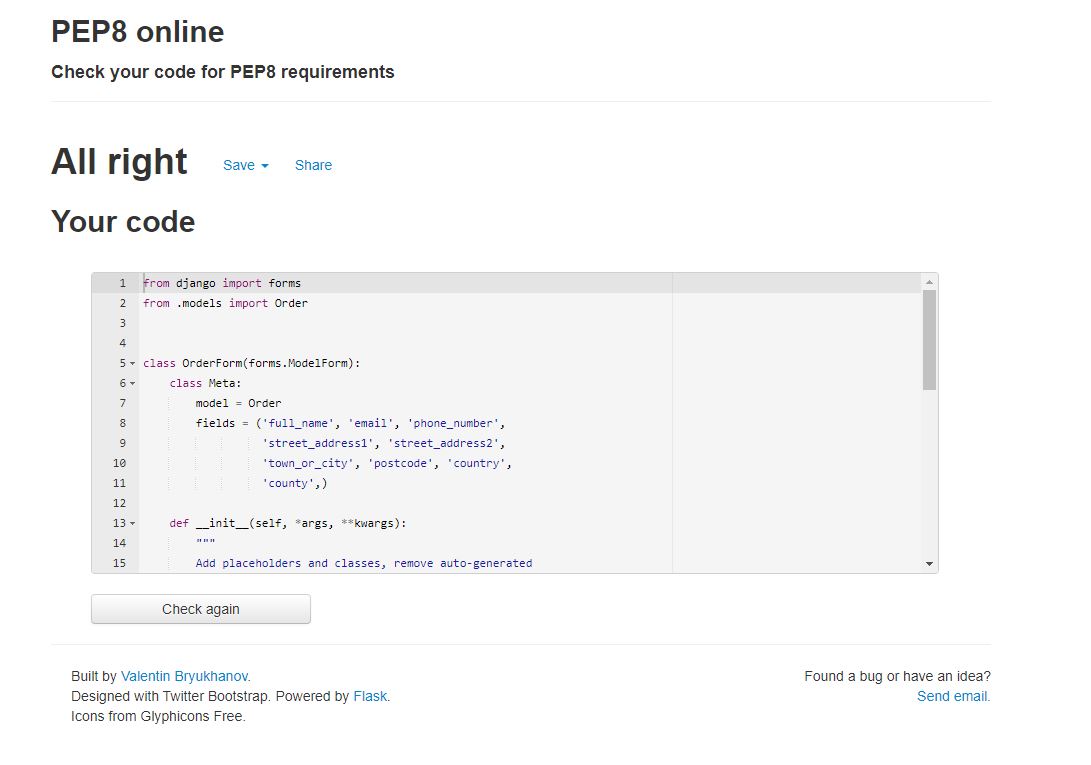 PEP8 online
Check your code for PEP8 requirements
All right Save Share
Your code
1 from django import forms
2 from .models import Order
3
4
5 class OrderForm(forms.ModelForm):
6     class Meta:
7         model = Order
8         fields = ('full_name', 'email', 'phone_number',
9                   'street_address1', 'street_address2',
10                   'town_or_city', 'postcode', 'country',
11                   'county',)
12
13     def __init__(self, *args, **kwargs):
14         """
15         Add placeholders and classes, remove auto-generated
Check again
Built by Valentin Bryukhanov. Found a bug or have an idea?
Designed with Twitter Bootstrap. Powered by Flask. Send email.
Icons from Glyphicons Free.